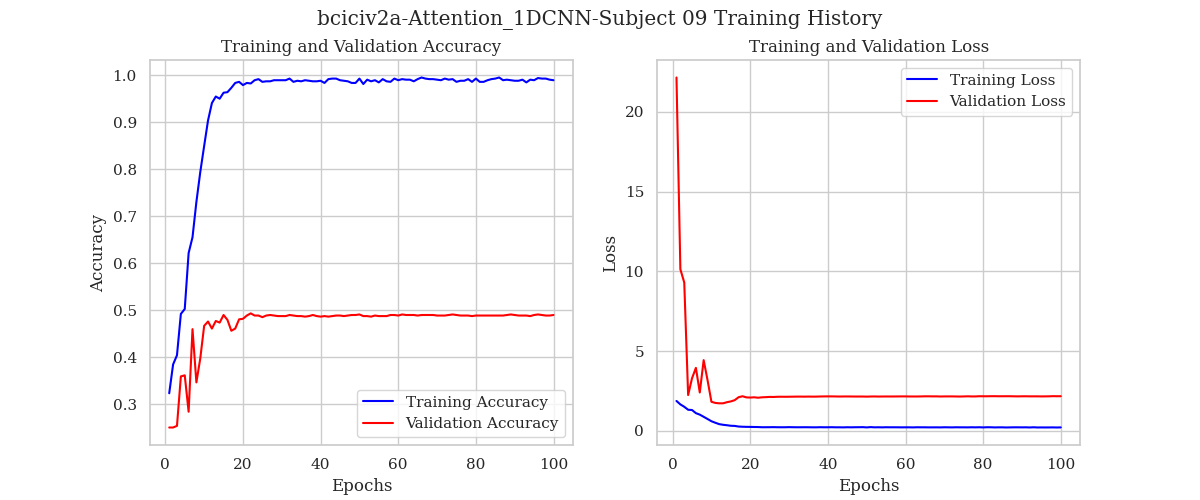 bciciv2a-Attention_1DCNN-Subject 09 Training History
Training and Validation Accuracy
Accuracy
1.0
0.9
0.8
0.7
0.6
0.5
0.4
0.3
Training Accuracy
Validation Accuracy
0 20 40 60 80 100
Epochs
Training and Validation Loss
Loss
20
15
10
5
0
Training Loss
Validation Loss
0 20 40 60 80 100
Epochs